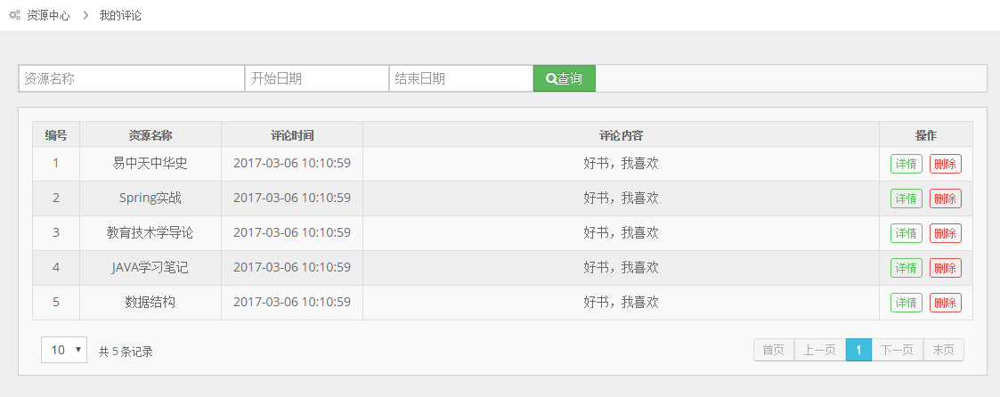 资源中心 > 我的评论
资源名称 开始日期 结束日期 查询
编号 资源名称 评论时间 评论内容 操作
1 易中天中华史 2017-03-06 10:10:59 好书，我喜欢 详情 删除
2 Spring实战 2017-03-06 10:10:59 好书，我喜欢 详情 删除
3 教育技术学导论 2017-03-06 10:10:59 好书，我喜欢 详情 删除
4 JAVA学习笔记 2017-03-06 10:10:59 好书，我喜欢 详情 删除
5 数据结构 2017-03-06 10:10:59 好书，我喜欢 详情 删除
10 共 5 条记录 首页 上一页 1 下一页 末页